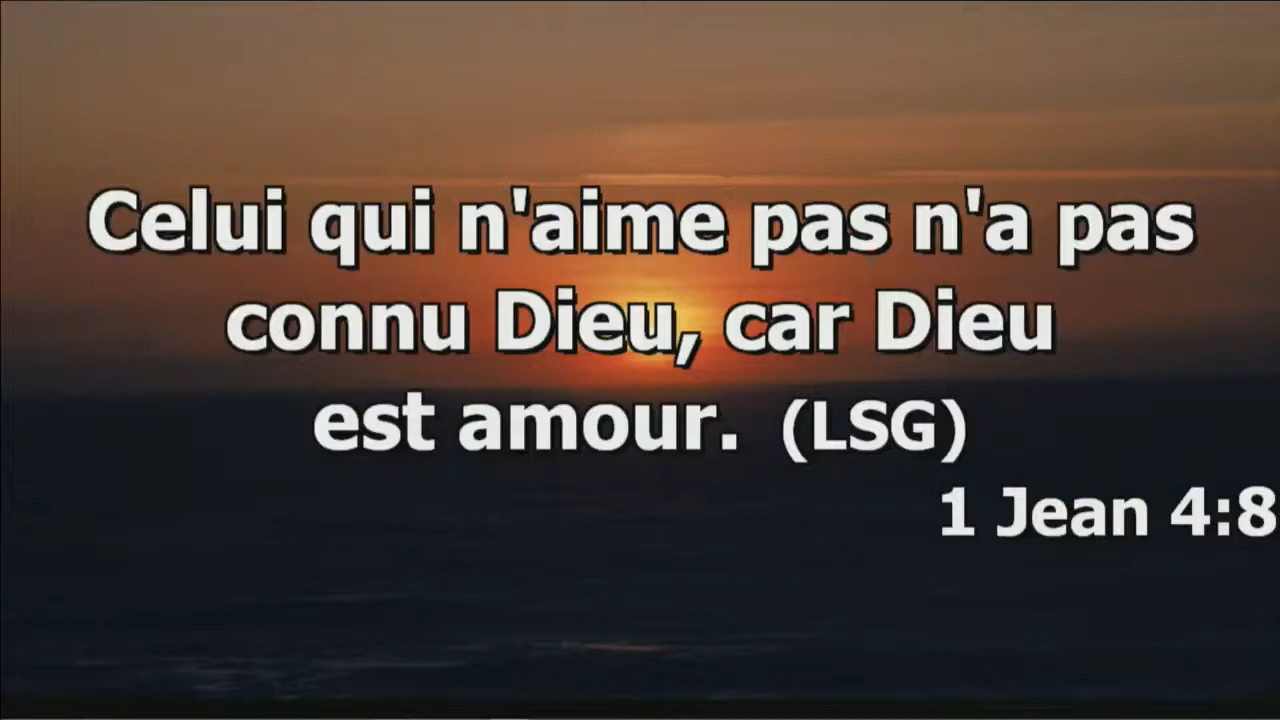 Celui qui n'aime pas n'a pas
connu Dieu, car Dieu
est amour. (LSG)
1 Jean 4:8